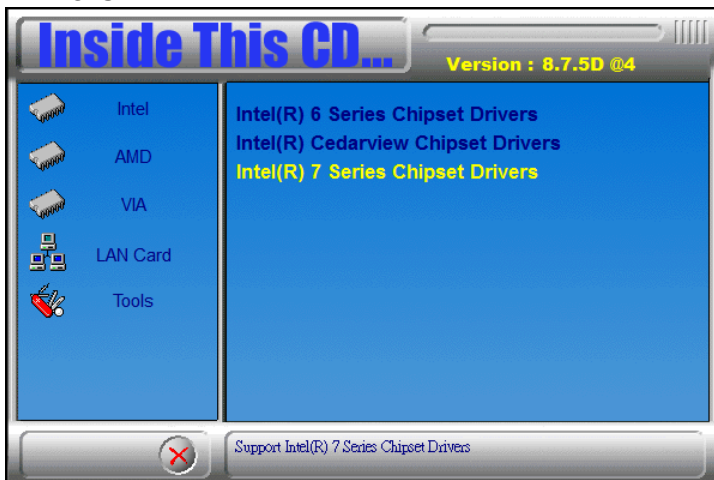 Inside This CD...
Version : 8.7.5D @4
Intel
AMD
VIA
LAN Card
Tools
Intel(R) 6 Series Chipset Drivers
Intel(R) Cedarview Chipset Drivers
Intel(R) 7 Series Chipset Drivers
Support Intel(R) 7 Series Chipset Drivers